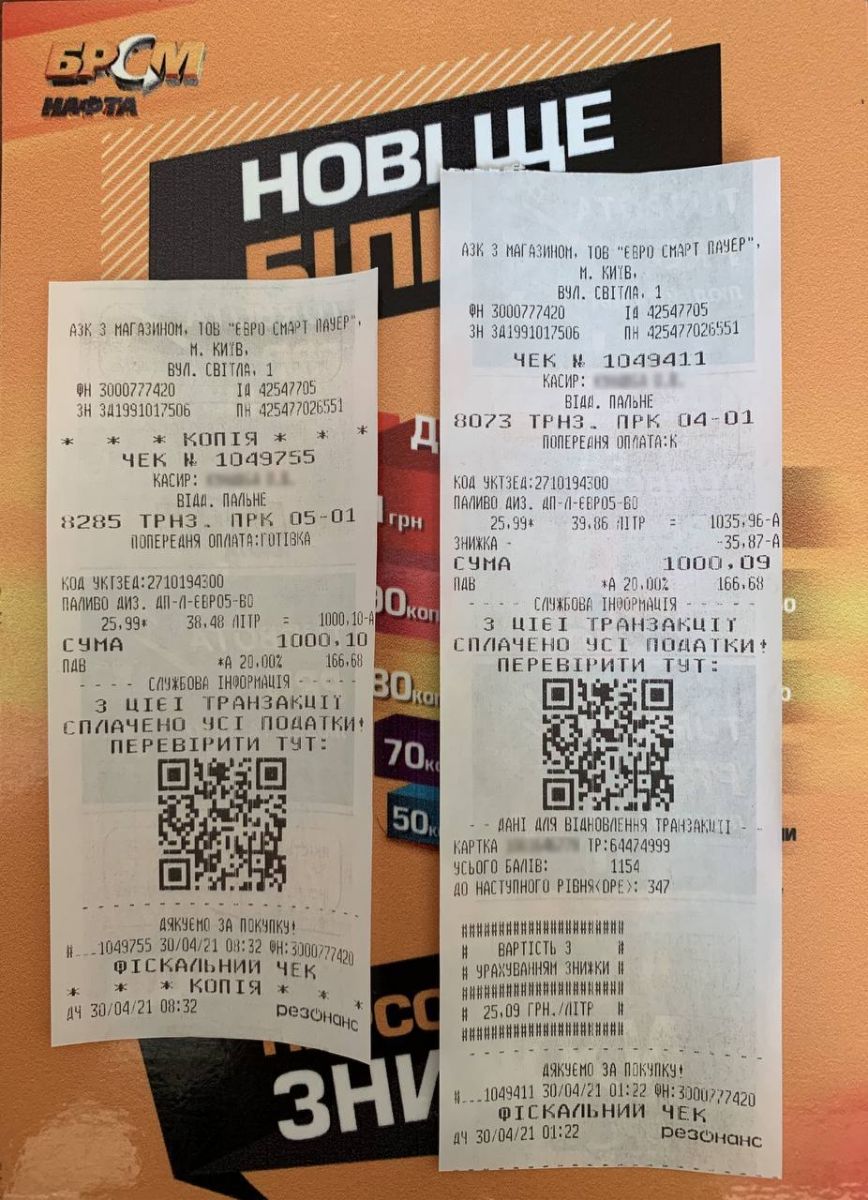 БРСМ
НАФТА
НОВІ ЩЕ
грн
90коп
80коп
70
50
ЗНИ
АЗК З МАГАЗИНОМ, ТОВ "ЄВРО СМАРТ ПАУЕР",
М. КИЇВ,
ВУЛ. СВІТЛА, 1
ФН 3000777420 ІД 42547705
ЗН ЗД1991017506 ПН 425477026551
* * * КОПІЯ * * *
ЧЕК № 1049755
КАСИР:
ВІДД. ПАЛЬНЕ
8285 ТРНЗ. ПРК 05-01
ПОПЕРЕДНЯ ОПЛАТА:ГОТІВКА
КОД УКТЗЕД:2710194300
ПАЛИВО ДИЗ. ДП-Л-ЄВРО5-ВО
25,99* 38,48 ЛІТР = 1000,10-А
СУМА 1000,10
ПДВ *А 20,00% 166,68
- - - - СЛУЖБОВА ІНФОРМАЦІЯ - - - -
З ЦІЄЇ ТРАНЗАКЦІЇ
СПЛАЧЕНО УСІ ПОДАТКИ!
ПЕРЕВІРИТИ ТУТ:
ДЯКУЄМО ЗА ПОКУПКУ!
#...1049755 30/04/21 08:32 ФН:3000777420
ФІСКАЛЬНИЙ ЧЕК
* * * КОПІЯ * * *
ДЧ 30/04/21 08:32 резонанс
АЗК З МАГАЗИНОМ, ТОВ "ЄВРО СМАРТ ПАУЕР",
М. КИЇВ,
ВУЛ. СВІТЛА, 1
ФН 3000777420 ІД 42547705
ЗН ЗД1991017506 ПН 425477026551
ЧЕК № 1049411
КАСИР:
ВІДД. ПАЛЬНЕ
8073 ТРНЗ. ПРК 04-01
ПОПЕРЕДНЯ ОПЛАТА:К
КОД УКТЗЕД:2710194300
ПАЛИВО ДИЗ. ДП-Л-ЄВРО5-ВО
25,99* 39,86 ЛІТР = 1035,96-А
ЗНИЖКА - -35,87-А
СУМА 1000,09
ПДВ *А 20,00% 166,68
- - - - СЛУЖБОВА ІНФОРМАЦІЯ - - - -
З ЦІЄЇ ТРАНЗАКЦІЇ
СПЛАЧЕНО УСІ ПОДАТКИ!
ПЕРЕВІРИТИ ТУТ:
- - ДАНІ ДЛЯ ВІДНОВЛЕННЯ ТРАНЗАКЦІЇ - -
КАРТКА ТР:64474999
УСЬОГО БАЛІВ: 1154
ДО НАСТУПНОГО РІВНЯ(ОРЕ): 347
######################
# ВАРТІСТЬ З #
# УРАХУВАННЯМ ЗНИЖКИ #
######################
# 25,09 ГРН./ЛІТР #
######################
ДЯКУЄМО ЗА ПОКУПКУ!
#...1049411 30/04/21 01:22 ФН:3000777420
ФІСКАЛЬНИЙ ЧЕК
ДЧ 30/04/21 01:22 резонанс